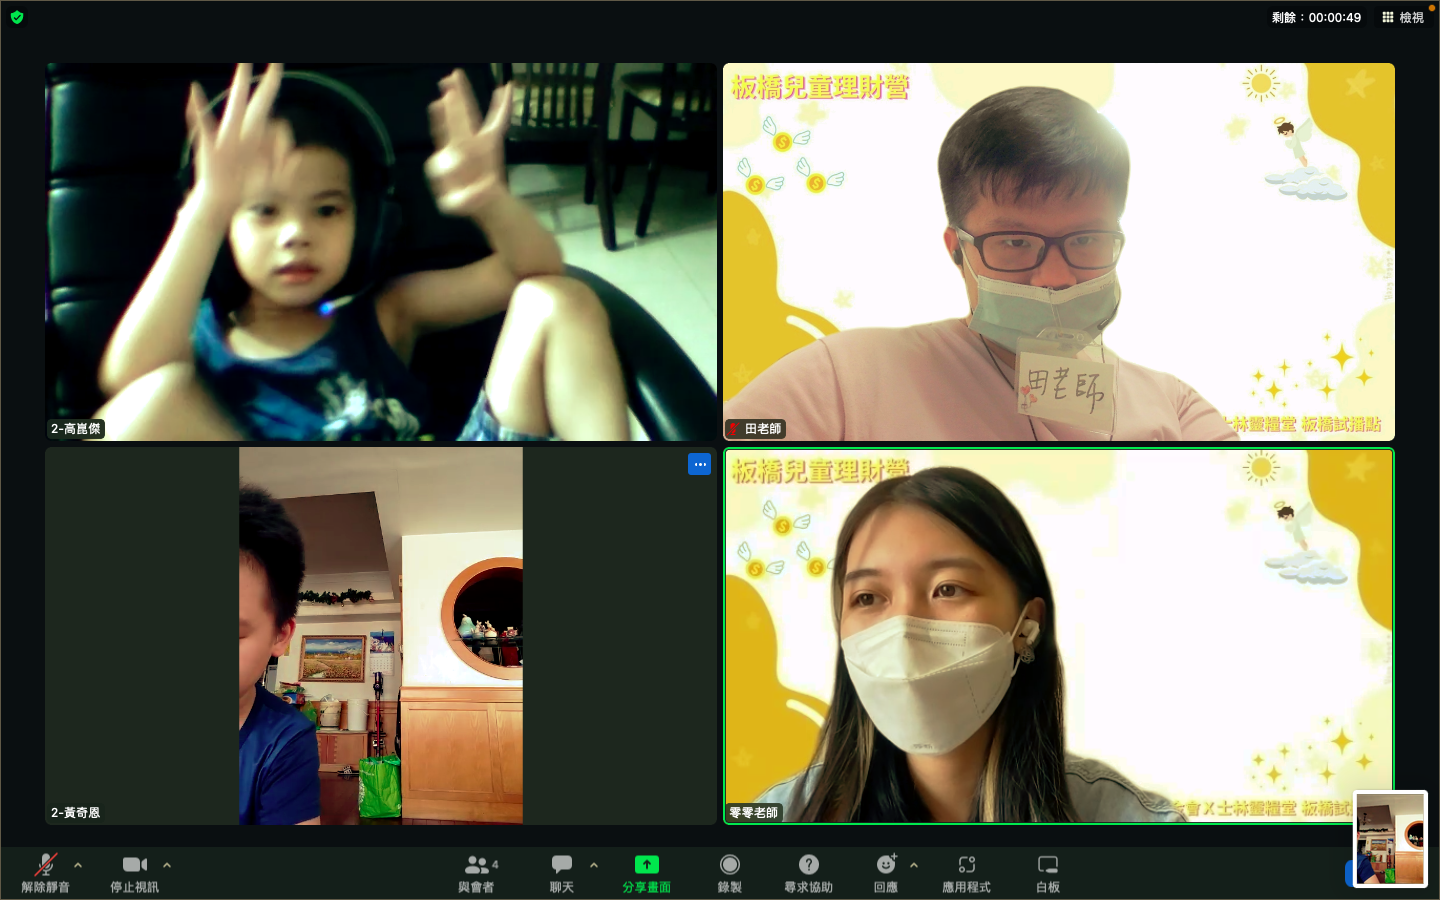 剩餘：00:00:49
檢視
板橋兒童理財營
田老師
士林靈糧堂 板橋試播點
2-高崑傑
田老師
板橋兒童理財營
會X士林靈糧堂 板橋試
2-黃奇恩
零零老師
解除靜音
停止視訊
4
與會者
聊天
分享畫面
錄製
尋求協助
回應
應用程式
白板